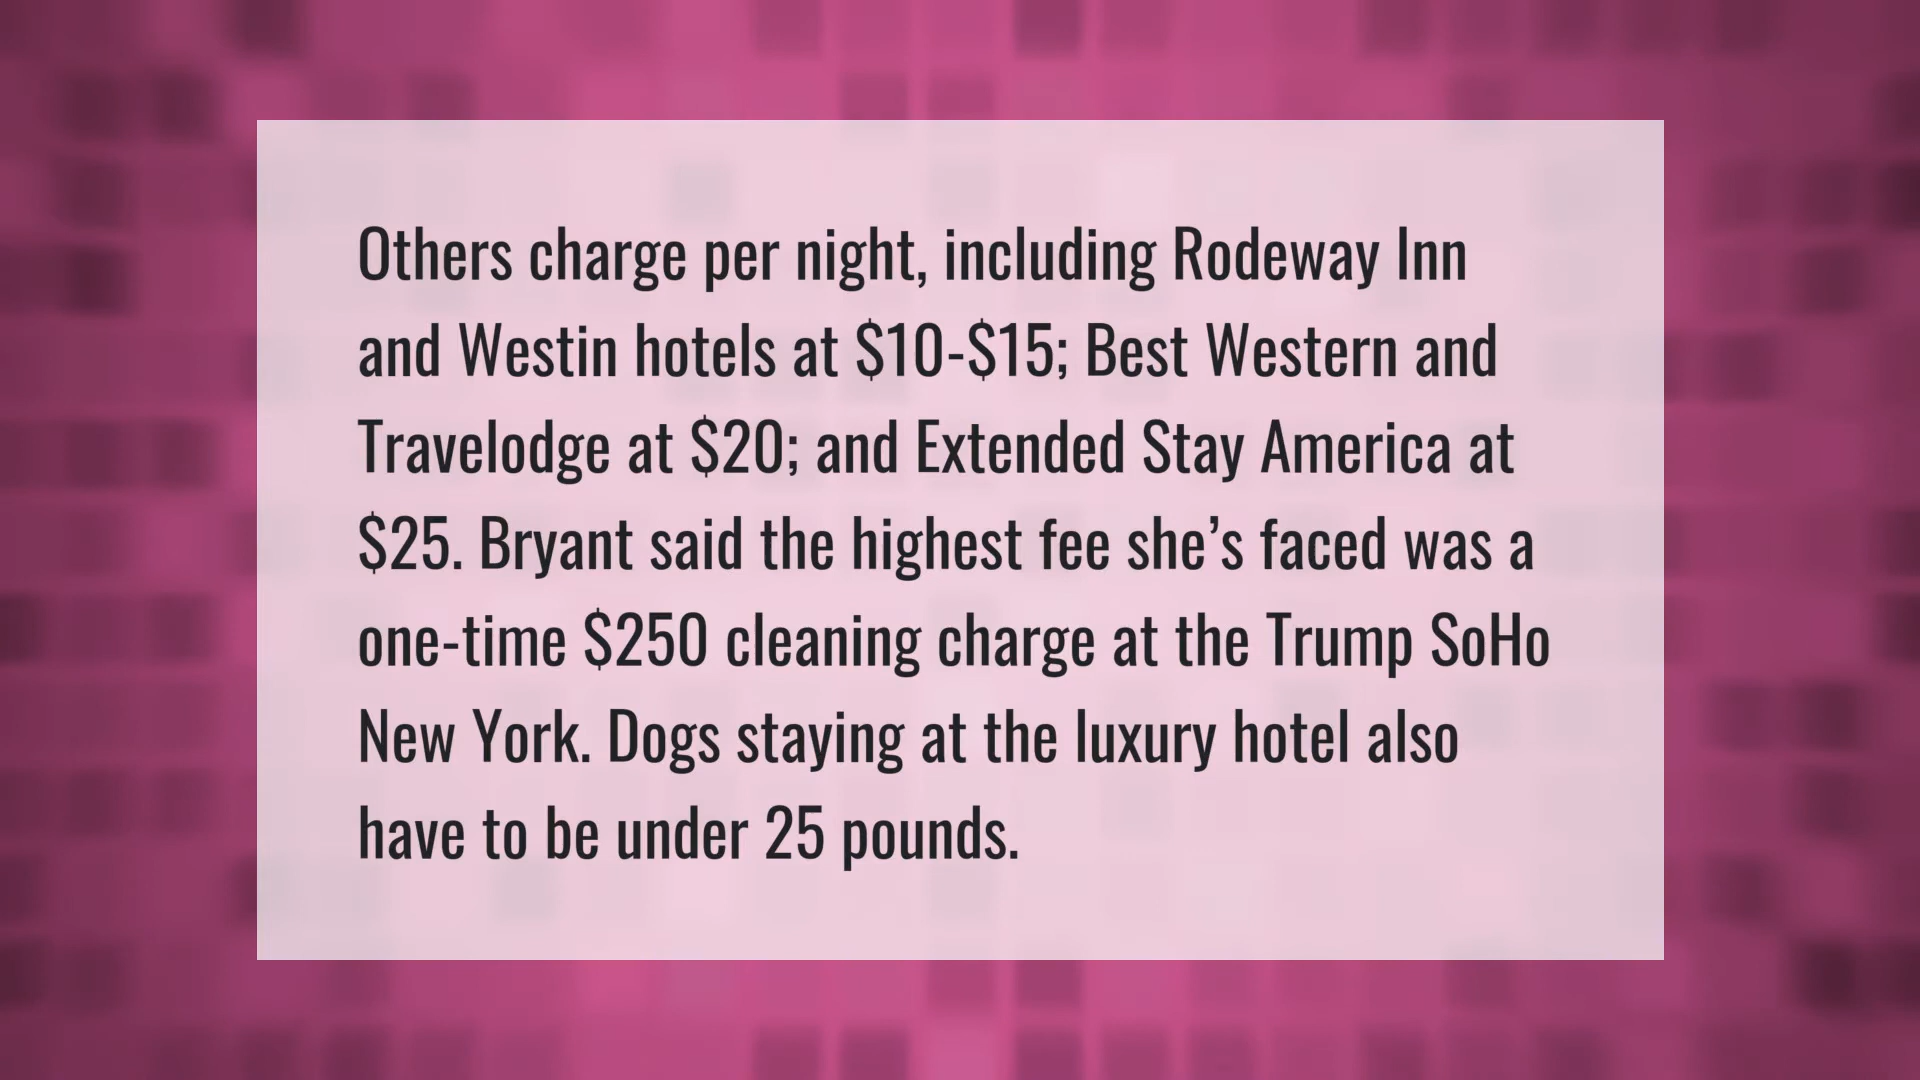 Others charge per night, including Rodeway Inn
and Westin hotels at $10-$15; Best Western and
Travelodge at $20; and Extended Stay America at
$25. Bryant said the highest fee she’s faced was a
one-time $250 cleaning charge at the Trump SoHo
New York. Dogs staying at the luxury hotel also
have to be under 25 pounds.